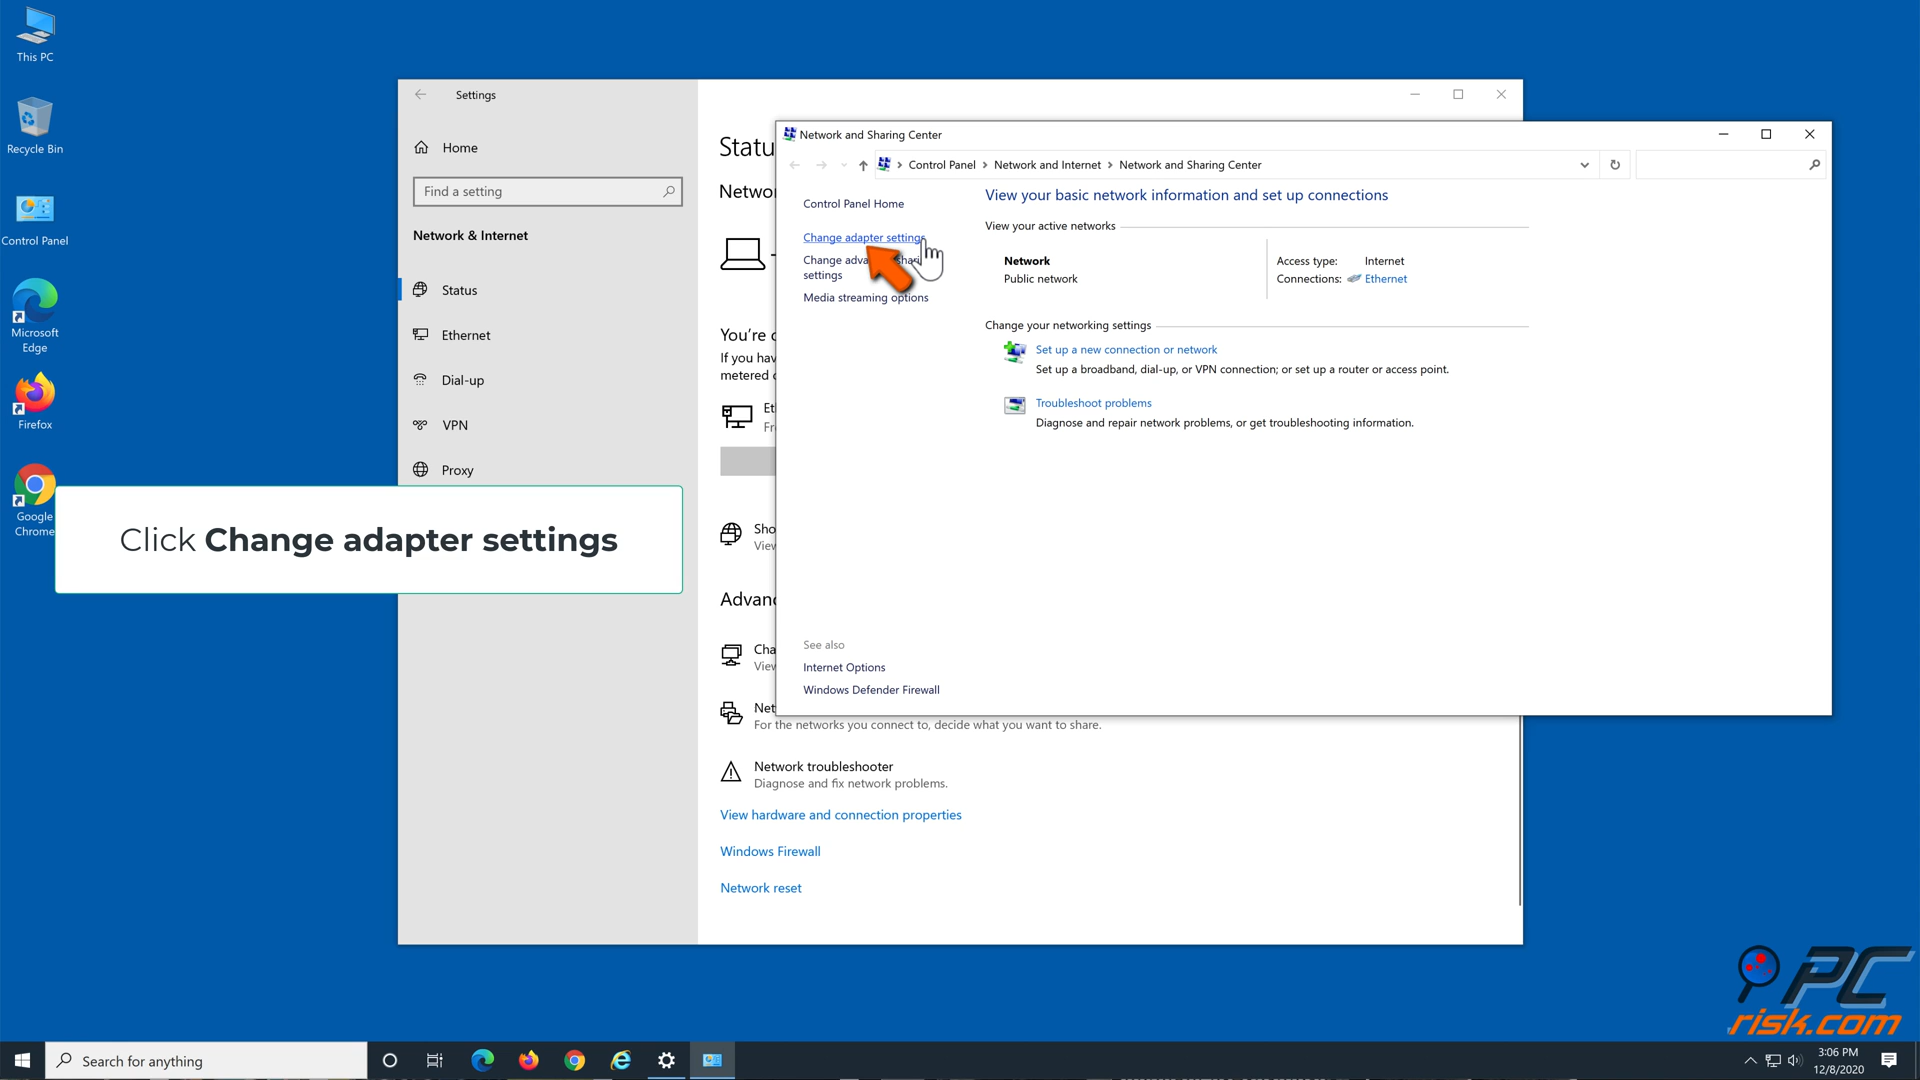 This PC
Recycle Bin
Control Panel
Microsoft
Edge
Firefox
Google
Chrome
Settings
Home
Find a setting
Network & Internet
Status
Ethernet
Dial-up
VPN
Proxy
Click Change adapter settings
Statu
Networ
You're c
If you hav
metered c
Et
Fr
Sho
View
Advanc
Cha
View
Net
For the networks you connect to, decide what you want to share.
Network troubleshooter
Diagnose and fix network problems.
View hardware and connection properties
Windows Firewall
Network reset
Network and Sharing Center
Control Panel > Network and Internet > Network and Sharing Center
Control Panel Home
Change adapter settings
Change adva
settings
Media streaming options
View your basic network information and set up connections
View your active networks
Network
Public network
Access type: Internet
Connections: Ethernet
Change your networking settings
Set up a new connection or network
Set up a broadband, dial-up, or VPN connection; or set up a router or access point.
Troubleshoot problems
Diagnose and repair network problems, or get troubleshooting information.
See also
Internet Options
Windows Defender Firewall
PC
risk.com
Search for anything
3:06 PM
12/8/2020